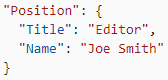 "Position": {
  "Title": "Editor",
  "Name": "Joe Smith"
}